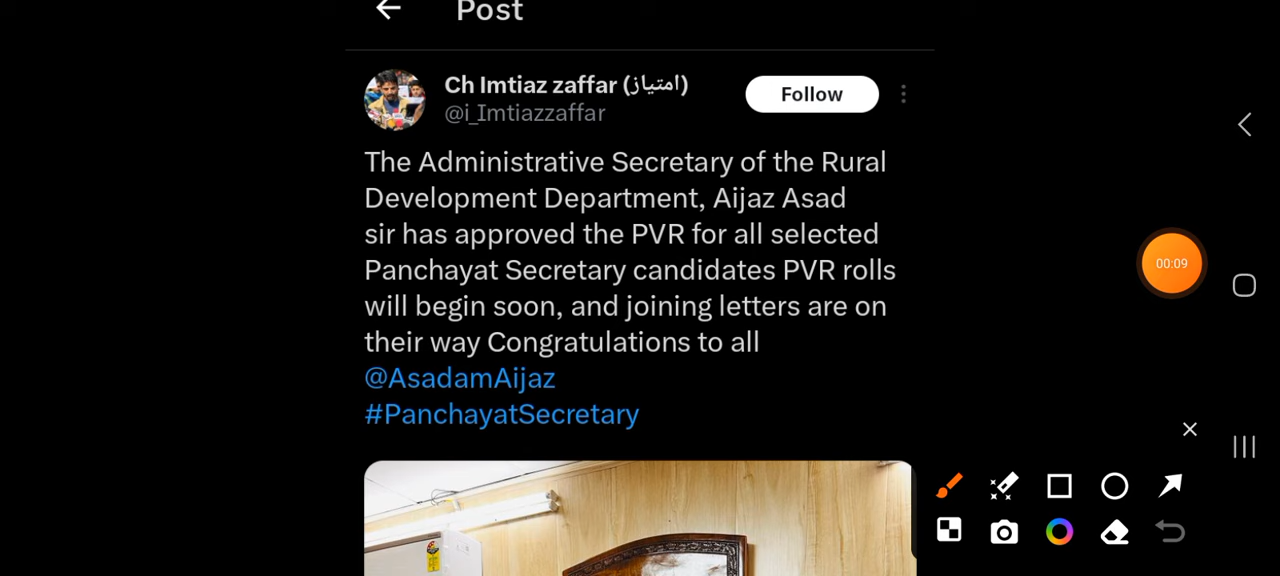 Post
Ch Imtiaz zaffar (امتیاز)
@i_Imtiazzaffar
Follow
The Administrative Secretary of the Rural
Development Department, Aijaz Asad
sir has approved the PVR for all selected
Panchayat Secretary candidates PVR rolls
will begin soon, and joining letters are on
their way Congratulations to all
@AsadamAijaz
#PanchayatSecretary
00:09